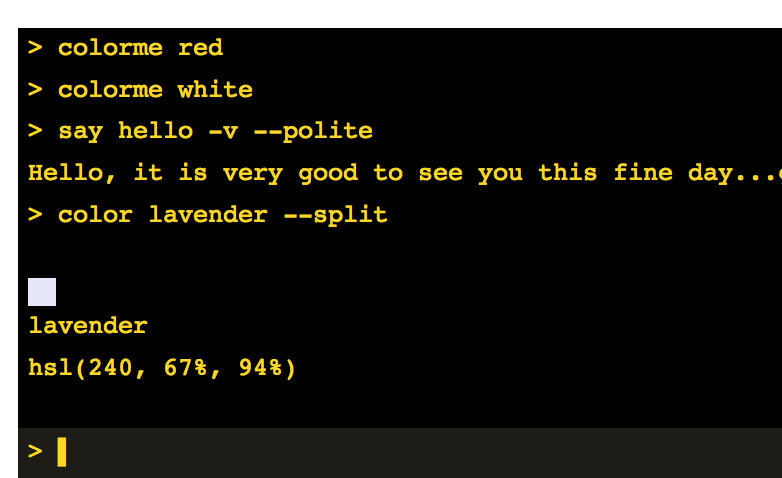 > colorme red
> colorme white
> say hello -v --polite
Hello, it is very good to see you this fine day...
> color lavender --split
lavender
hsl(240, 67%, 94%)
>